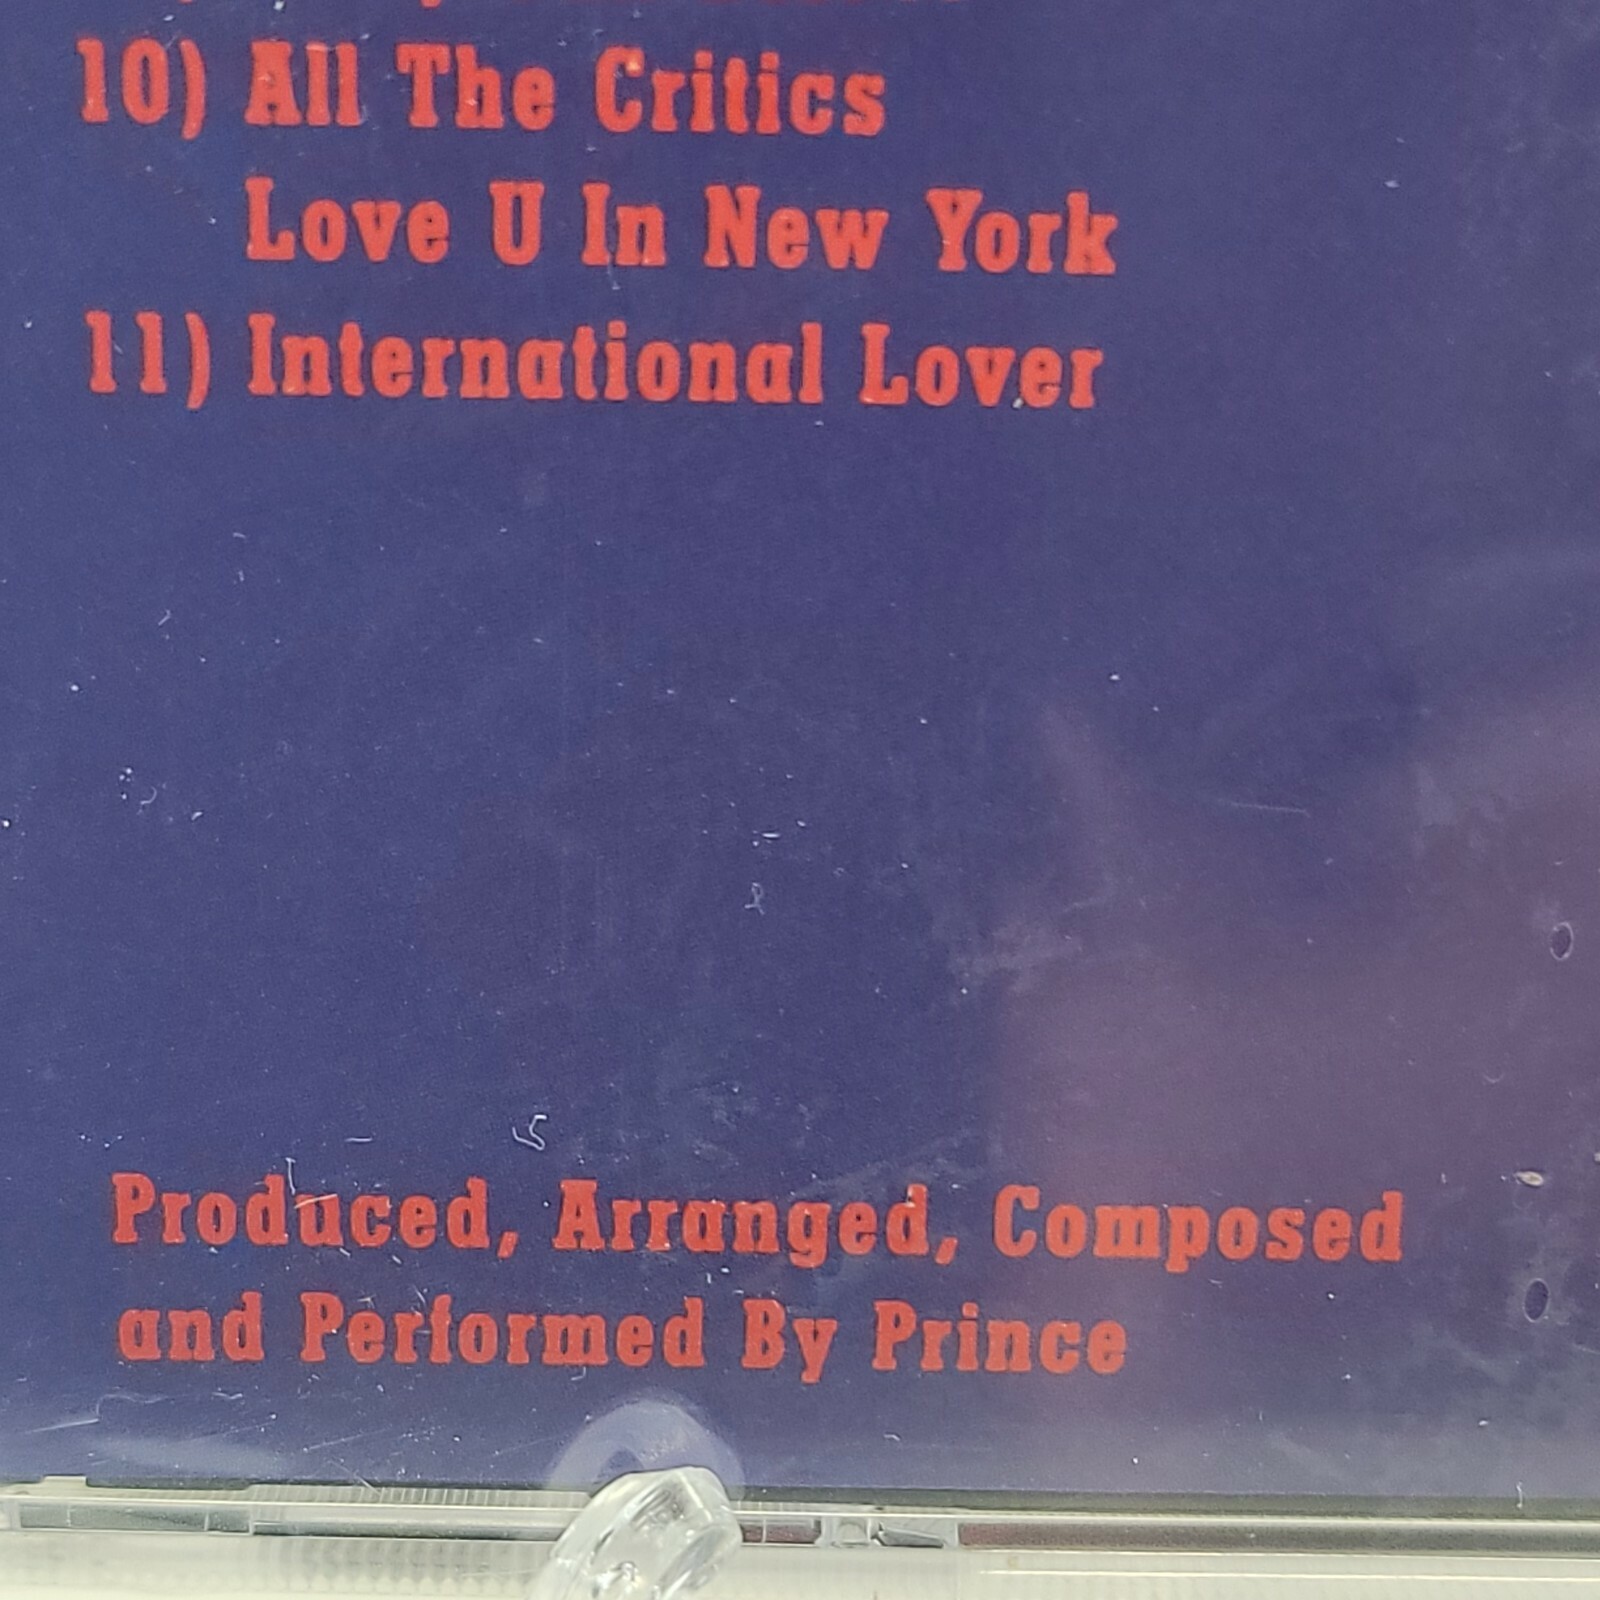 10) All The Critics
Love U In New York
11) International Lover
Produced, Arranged, Composed
and Performed By Prince